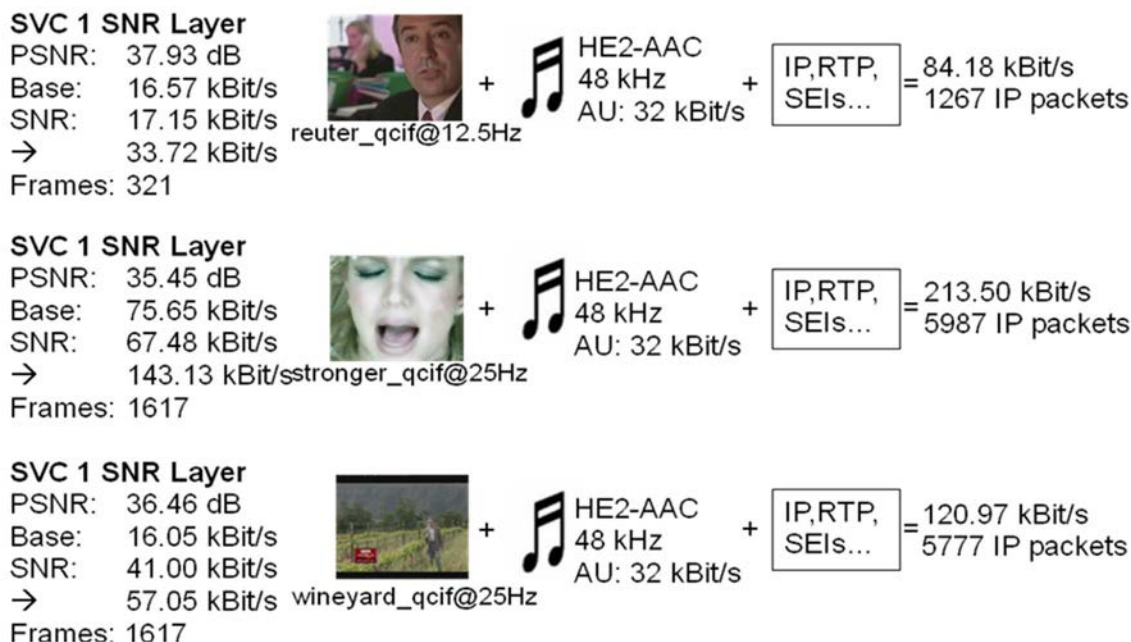 SVC 1 SNR Layer
PSNR: 37.93 dB
Base: 16.57 kBit/s
SNR: 17.15 kBit/s
→ 33.72 kBit/s
Frames: 321
reuter_qcif@12.5Hz
+
HE2-AAC
48 kHz
AU: 32 kBit/s
+
IP,RTP,
SEIs...
= 84.18 kBit/s
1267 IP packets
SVC 1 SNR Layer
PSNR: 35.45 dB
Base: 75.65 kBit/s
SNR: 67.48 kBit/s
→ 143.13 kBit/s
Frames: 1617
stronger_qcif@25Hz
+
HE2-AAC
48 kHz
AU: 32 kBit/s
+
IP,RTP,
SEIs...
= 213.50 kBit/s
5987 IP packets
SVC 1 SNR Layer
PSNR: 36.46 dB
Base: 16.05 kBit/s
SNR: 41.00 kBit/s
→ 57.05 kBit/s
Frames: 1617
wineyard_qcif@25Hz
+
HE2-AAC
48 kHz
AU: 32 kBit/s
+
IP,RTP,
SEIs...
= 120.97 kBit/s
5777 IP packets